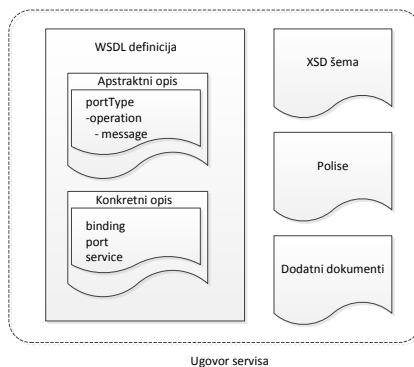 WSDL definicija
Apstraktni opis
portType
-operation
- message
Konkretni opis
binding
port
service
XSD šema
Polise
Dodatni dokumenti
Ugovor servisa